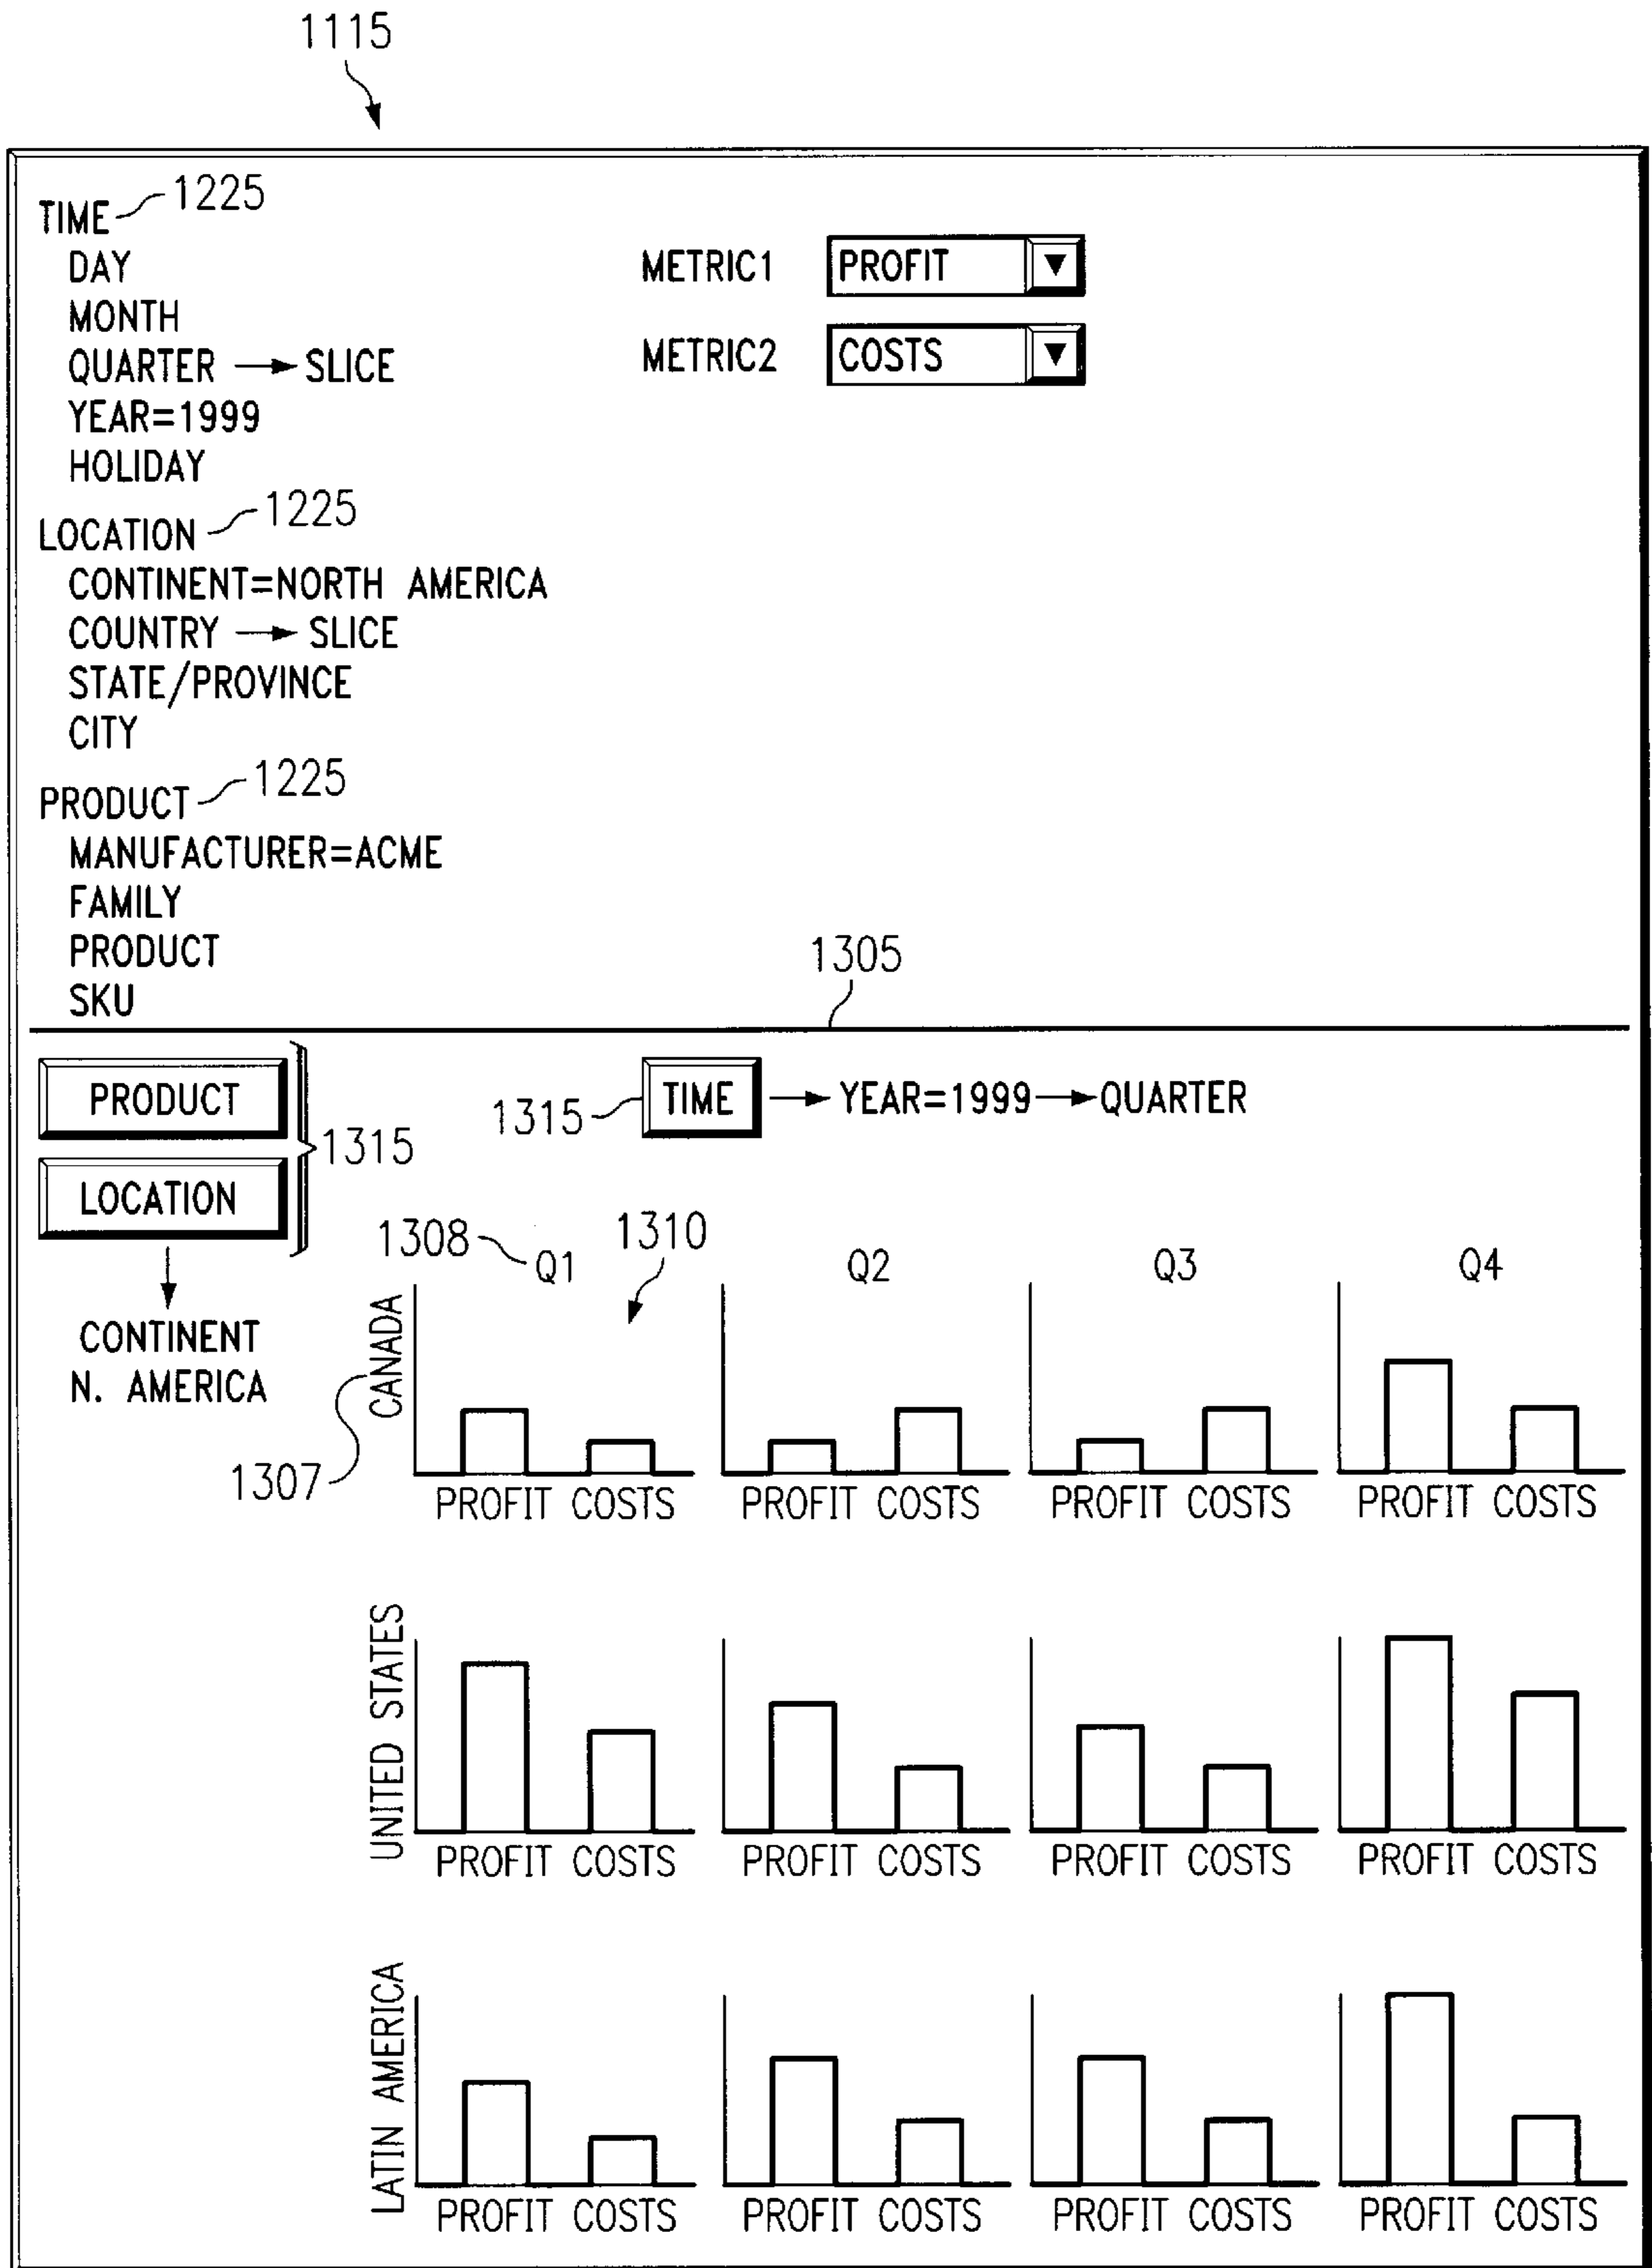 1115
TIME 1225
DAY
MONTH
QUARTER → SLICE
YEAR=1999
HOLIDAY
METRIC1 PROFIT ▼
METRIC2 COSTS ▼
LOCATION 1225
CONTINENT=NORTH AMERICA
COUNTRY → SLICE
STATE/PROVINCE
CITY
PRODUCT 1225
MANUFACTURER=ACME
FAMILY
PRODUCT
SKU
1305
PRODUCT
LOCATION
1315
1315 TIME → YEAR=1999 → QUARTER
CONTINENT
N. AMERICA
1308 Q1 1310 Q2 Q3 Q4
CANADA
1307
PROFIT COSTS PROFIT COSTS PROFIT COSTS PROFIT COSTS
UNITED STATES
PROFIT COSTS PROFIT COSTS PROFIT COSTS PROFIT COSTS
LATIN AMERICA
PROFIT COSTS PROFIT COSTS PROFIT COSTS PROFIT COSTS